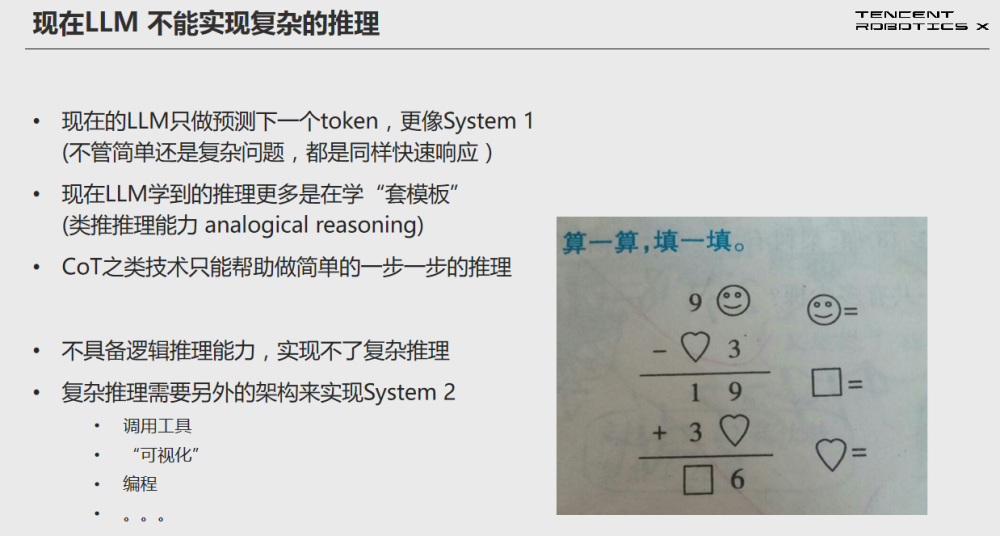 现在LLM 不能实现复杂的推理
TENCENT
ROBOTICS X
• 现在的LLM只做预测下一个token，更像System 1
(不管简单还是复杂问题，都是同样快速响应）
• 现在LLM学到的推理更多是在学“套模板”
(类推推理能力 analogical reasoning)
• CoT之类技术只能帮助做简单的一步一步的推理
• 不具备逻辑推理能力，实现不了复杂推理
• 复杂推理需要另外的架构来实现System 2
• 调用工具
• “可视化”
• 编程
• 。。。
算一算,填一填。
9 ☺
- ♡ 3
1 9
+ 3 ♡
□ 6
☺=
□=
♡=